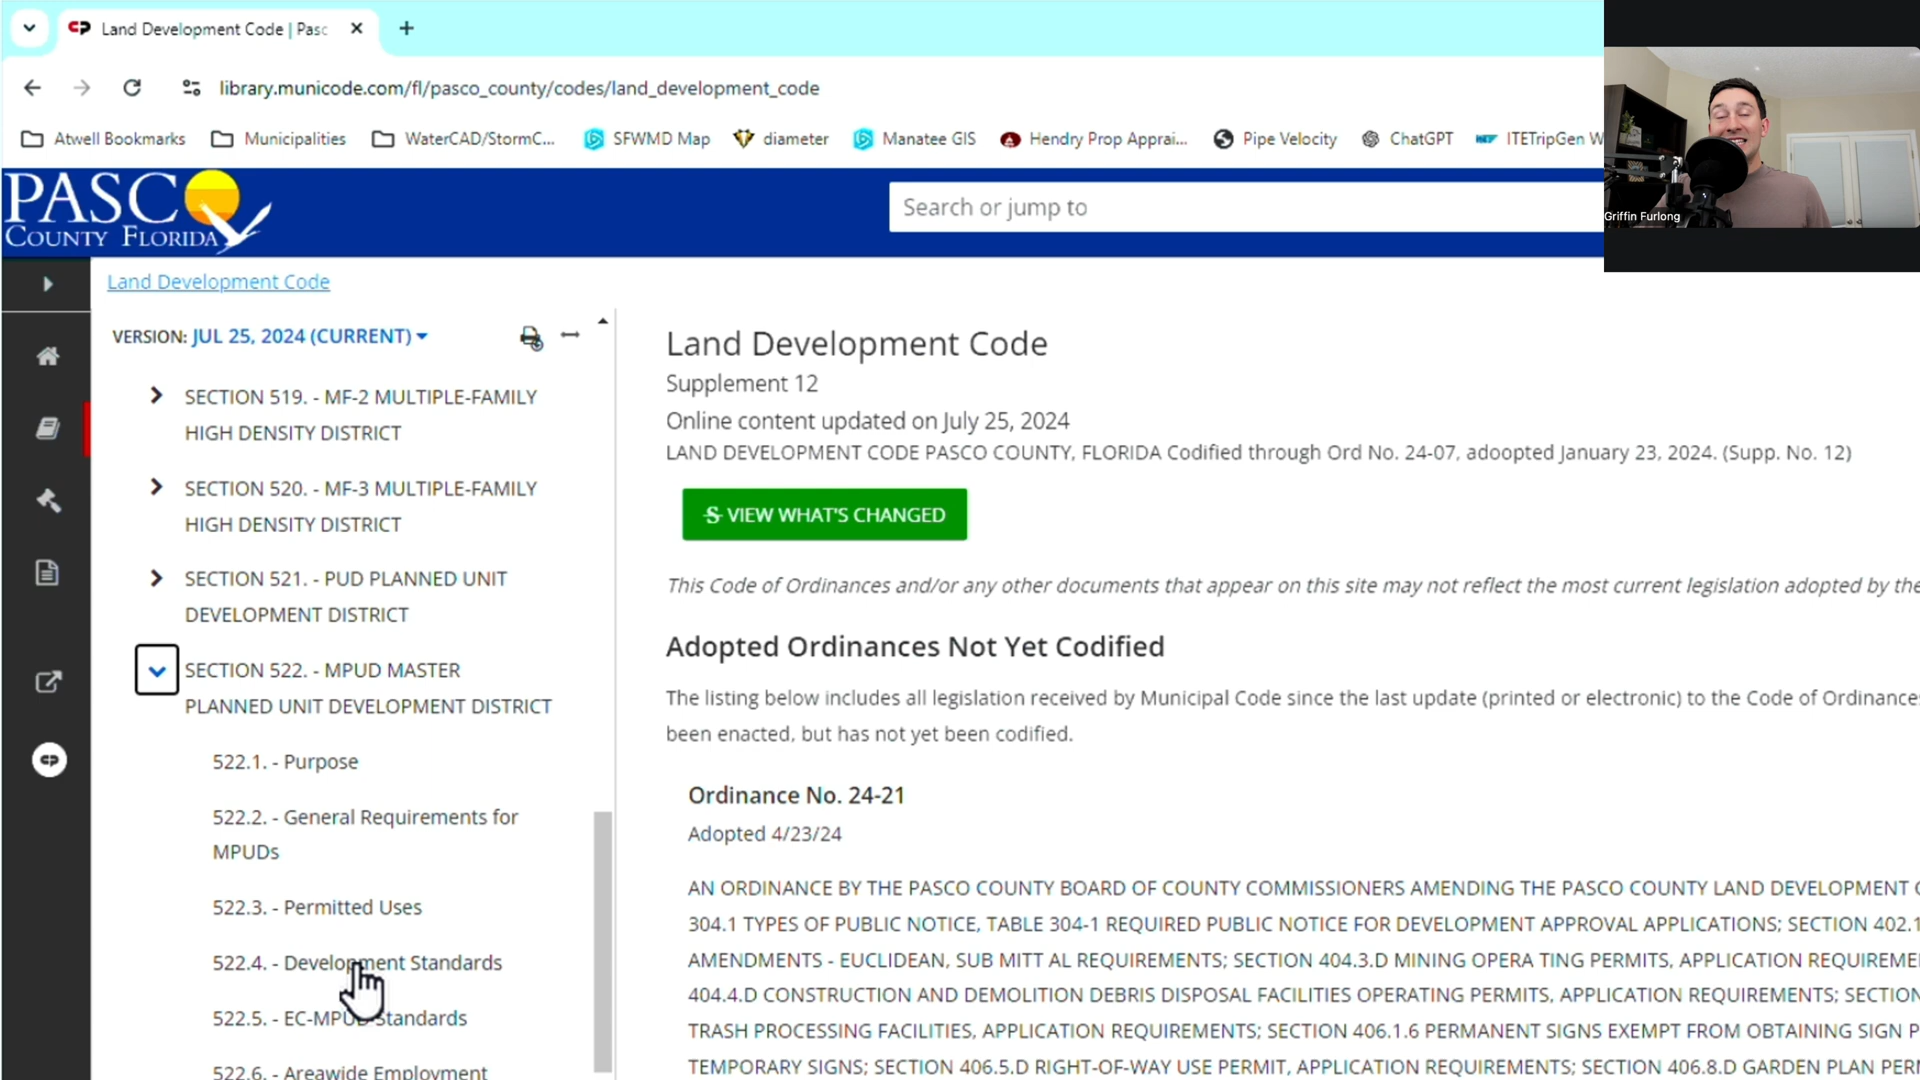 Land Development Code | Pasc
library.municode.com/fl/pasco_county/codes/land_development_code
Atwell Bookmarks
Municipalities
WaterCAD/StormC...
SFWMD Map
diameter
Manatee GIS
Hendry Prop Apprai...
Pipe Velocity
ChatGPT
ITETripGen W
PASCO
COUNTY FLORIDA
Search or jump to
Griffin Furlong
Land Development Code
VERSION: JUL 25, 2024 (CURRENT)
SECTION 519. - MF-2 MULTIPLE-FAMILY
HIGH DENSITY DISTRICT
SECTION 520. - MF-3 MULTIPLE-FAMILY
HIGH DENSITY DISTRICT
SECTION 521. - PUD PLANNED UNIT
DEVELOPMENT DISTRICT
SECTION 522. - MPUD MASTER
PLANNED UNIT DEVELOPMENT DISTRICT
522.1. - Purpose
522.2. - General Requirements for
MPUDs
522.3. - Permitted Uses
522.4. - Development Standards
522.5. - EC-MPUD Standards
522.6. - Areawide Employment
Land Development Code
Supplement 12
Online content updated on July 25, 2024
LAND DEVELOPMENT CODE PASCO COUNTY, FLORIDA Codified through Ord No. 24-07, adoopted January 23, 2024. (Supp. No. 12)
VIEW WHAT'S CHANGED
This Code of Ordinances and/or any other documents that appear on this site may not reflect the most current legislation adopted by the
Adopted Ordinances Not Yet Codified
The listing below includes all legislation received by Municipal Code since the last update (printed or electronic) to the Code of Ordinance
been enacted, but has not yet been codified.
Ordinance No. 24-21
Adopted 4/23/24
AN ORDINANCE BY THE PASCO COUNTY BOARD OF COUNTY COMMISSIONERS AMENDING THE PASCO COUNTY LAND DEVELOPMENT
304.1 TYPES OF PUBLIC NOTICE, TABLE 304-1 REQUIRED PUBLIC NOTICE FOR DEVELOPMENT APPROVAL APPLICATIONS; SECTION 402.1
AMENDMENTS - EUCLIDEAN, SUB MITT AL REQUIREMENTS; SECTION 404.3.D MINING OPERA TING PERMITS, APPLICATION REQUIREME
404.4.D CONSTRUCTION AND DEMOLITION DEBRIS DISPOSAL FACILITIES OPERATING PERMITS, APPLICATION REQUIREMENTS; SECTION
TRASH PROCESSING FACILITIES, APPLICATION REQUIREMENTS; SECTION 406.1.6 PERMANENT SIGNS EXEMPT FROM OBTAINING SIGN P
TEMPORARY SIGNS; SECTION 406.5.D RIGHT-OF-WAY USE PERMIT, APPLICATION REQUIREMENTS; SECTION 406.8.D GARDEN PLAN PERI